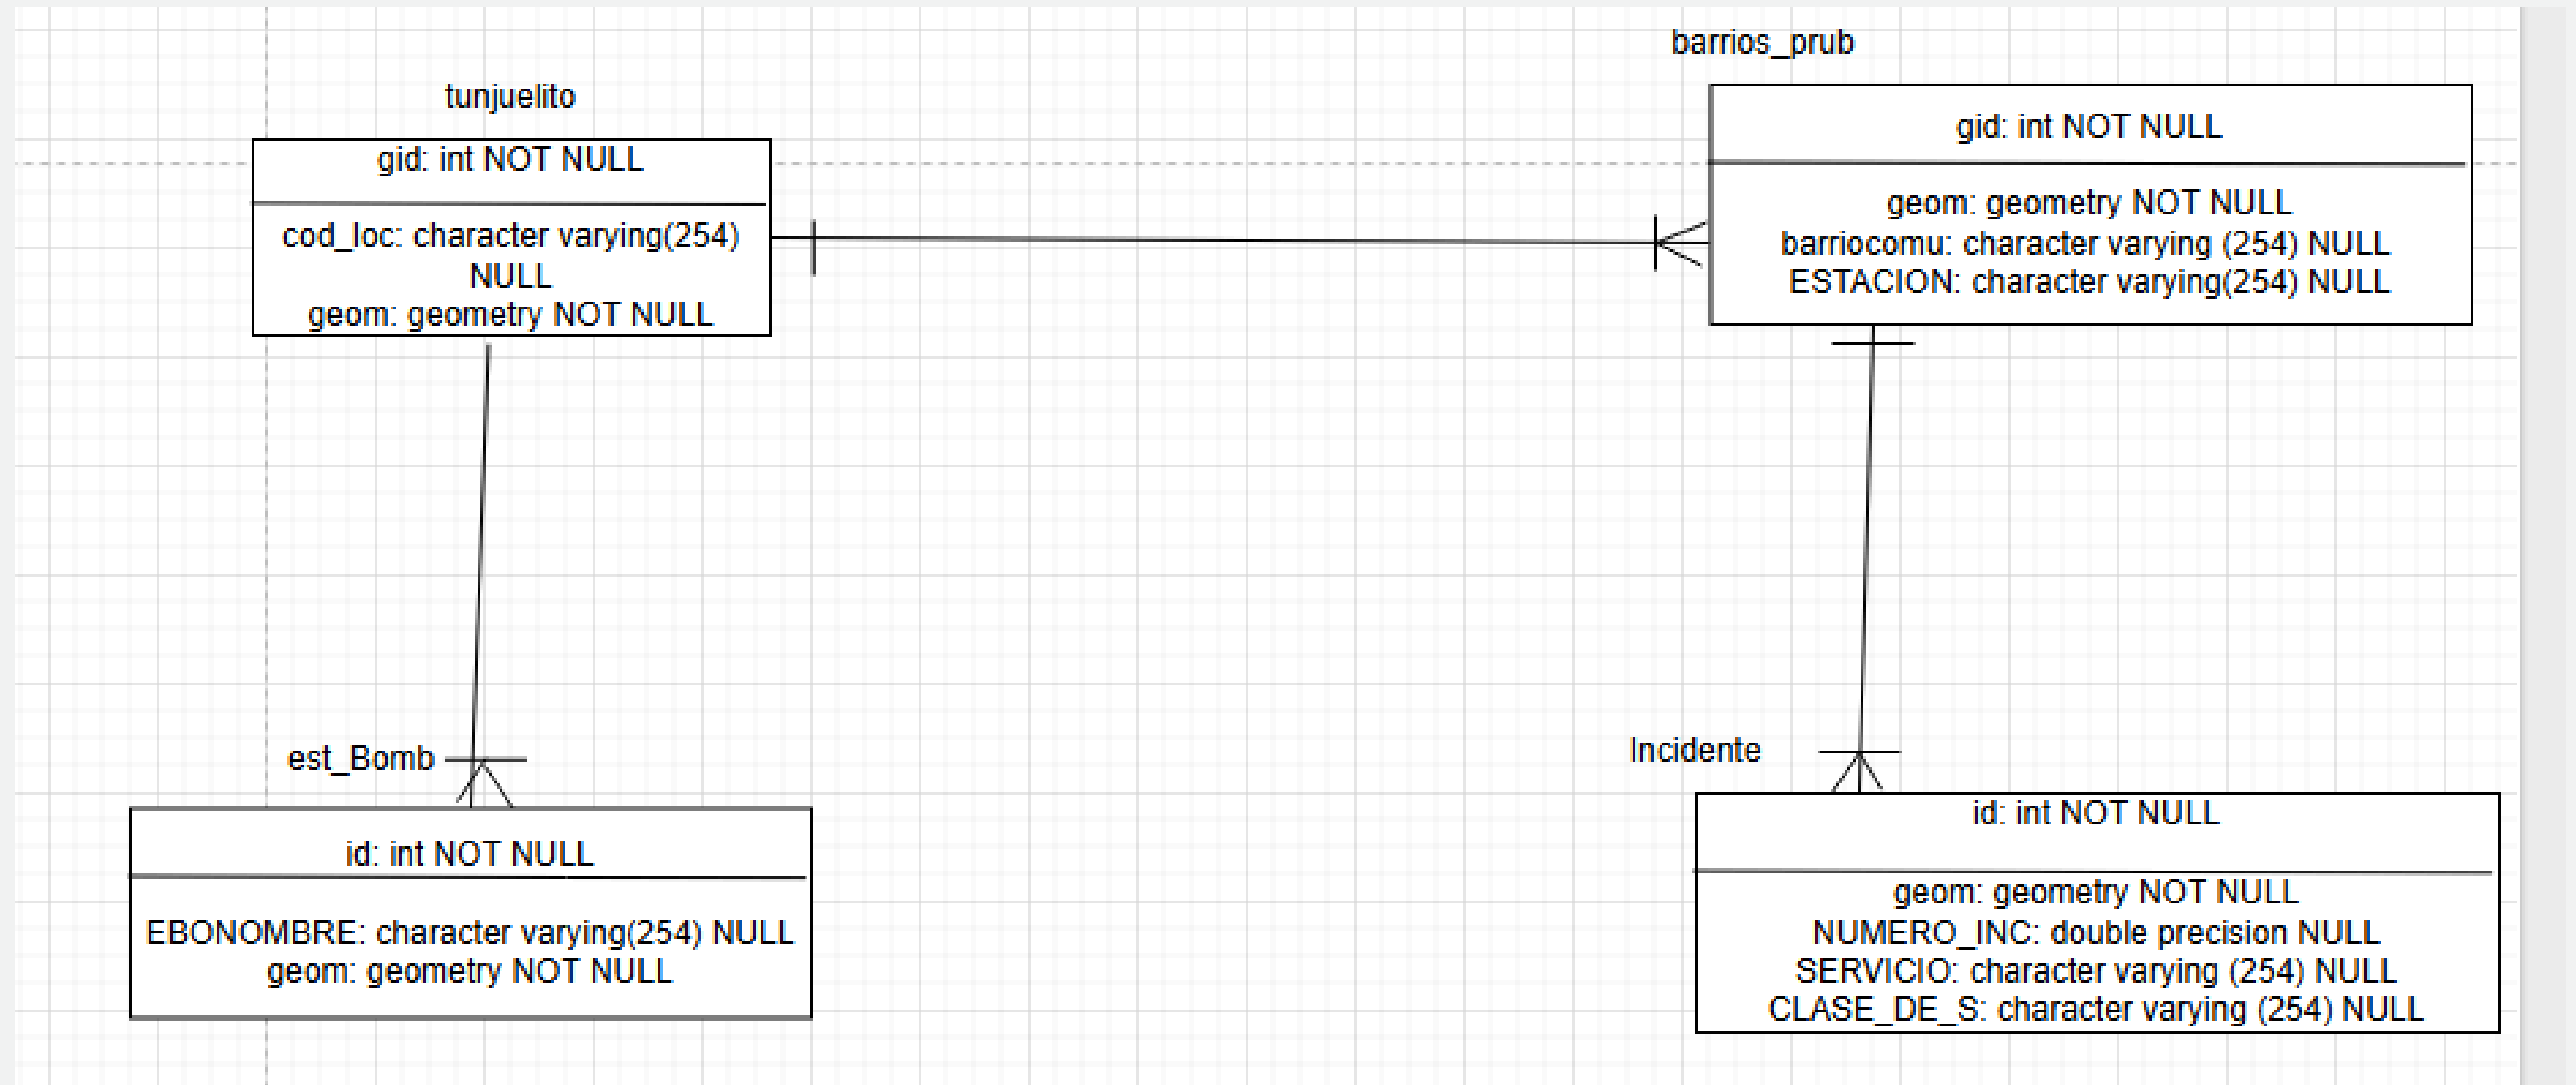 tunjuelito
gid: int NOT NULL
cod_loc: character varying(254)
NULL
geom: geometry NOT NULL
barrios_prub
gid: int NOT NULL
geom: geometry NOT NULL
barriocomu: character varying (254) NULL
ESTACION: character varying(254) NULL
est_Bomb
id: int NOT NULL
EBONOMBRE: character varying(254) NULL
geom: geometry NOT NULL
Incidente
id: int NOT NULL
geom: geometry NOT NULL
NUMERO_INC: double precision NULL
SERVICIO: character varying (254) NULL
CLASE_DE_S: character varying (254) NULL